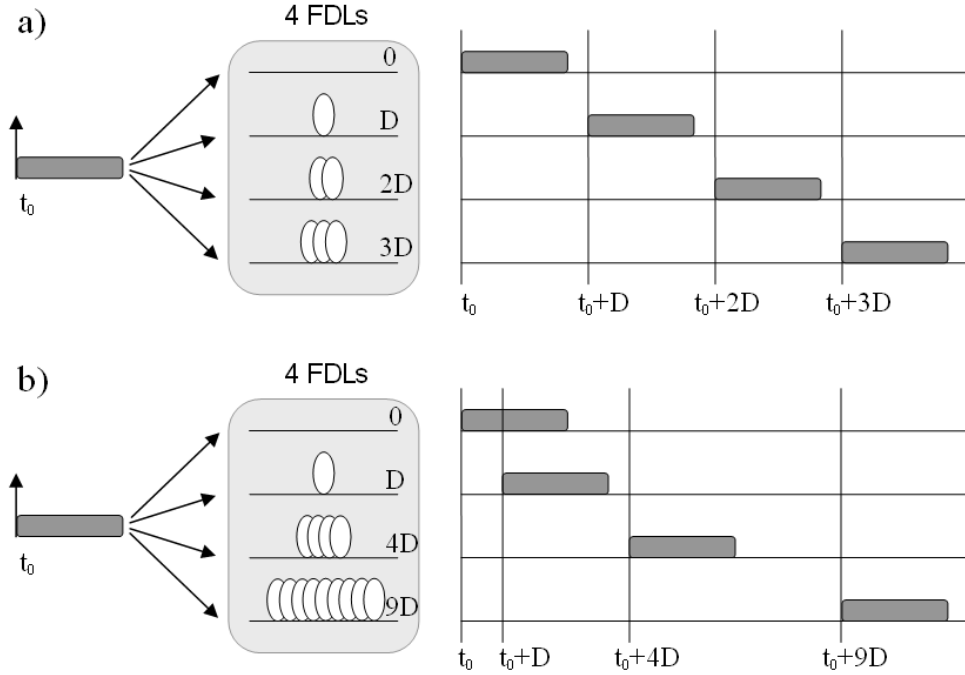 a)
4 FDLs
0
D
2D
3D
t₀
t₀ t₀+D t₀+2D t₀+3D
b)
4 FDLs
0
D
4D
9D
t₀
t₀ t₀+D t₀+4D t₀+9D